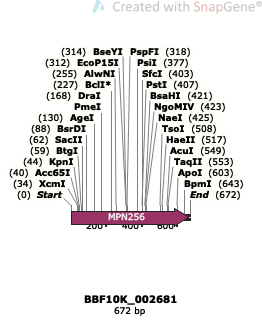 Created with SnapGene®
(314) BseYI PspFI (318)
(312) EcoP15I PsiI (377)
(255) AlwNI SfcI (403)
(227) BclI* PstI (407)
(168) DraI BsaHI (421)
PmeI NgoMIV (423)
(130) AgeI NaeI (425)
(88) BsrDI TsoI (508)
(62) SacII HaeII (517)
(59) BtgI AcuI (549)
(44) KpnI TaqII (553)
(40) Acc65I ApoI (603)
(34) XcmI BpmI (643)
(0) Start End (672)
MPN256
200 400 600
BBF10K_002681
672 bp